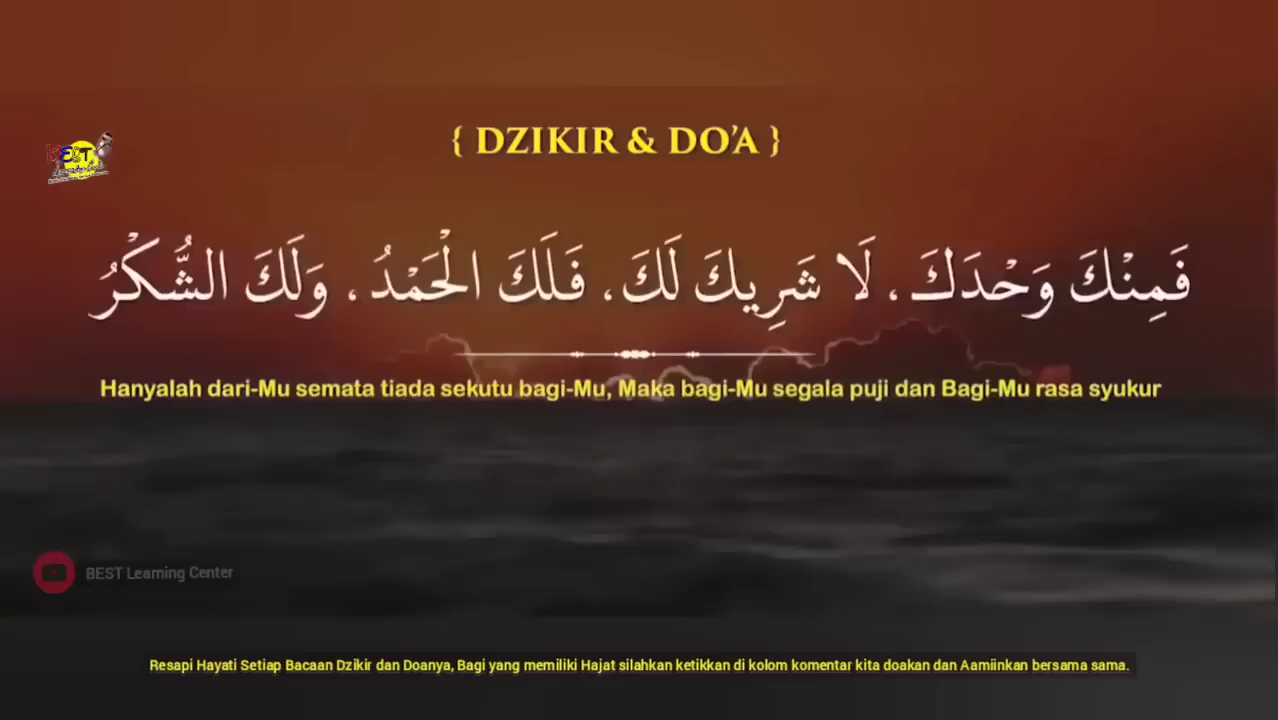 { DZIKIR & DO'A }
BEST
فَمِنْكَ وَحْدَكَ، لَا شَرِيكَ لَكَ، فَلَكَ الْحَمْدُ، وَلَكَ الشُّكْرُ
Hanyalah dari-Mu semata tiada sekutu bagi-Mu, Maka bagi-Mu segala puji dan Bagi-Mu rasa syukur
BEST Learning Center
Resapi Hayati Setiap Bacaan Dzikir dan Doanya, Bagi yang memiliki Hajat silahkan ketikkan di kolom komentar kita doakan dan Aamiinkan bersama sama.